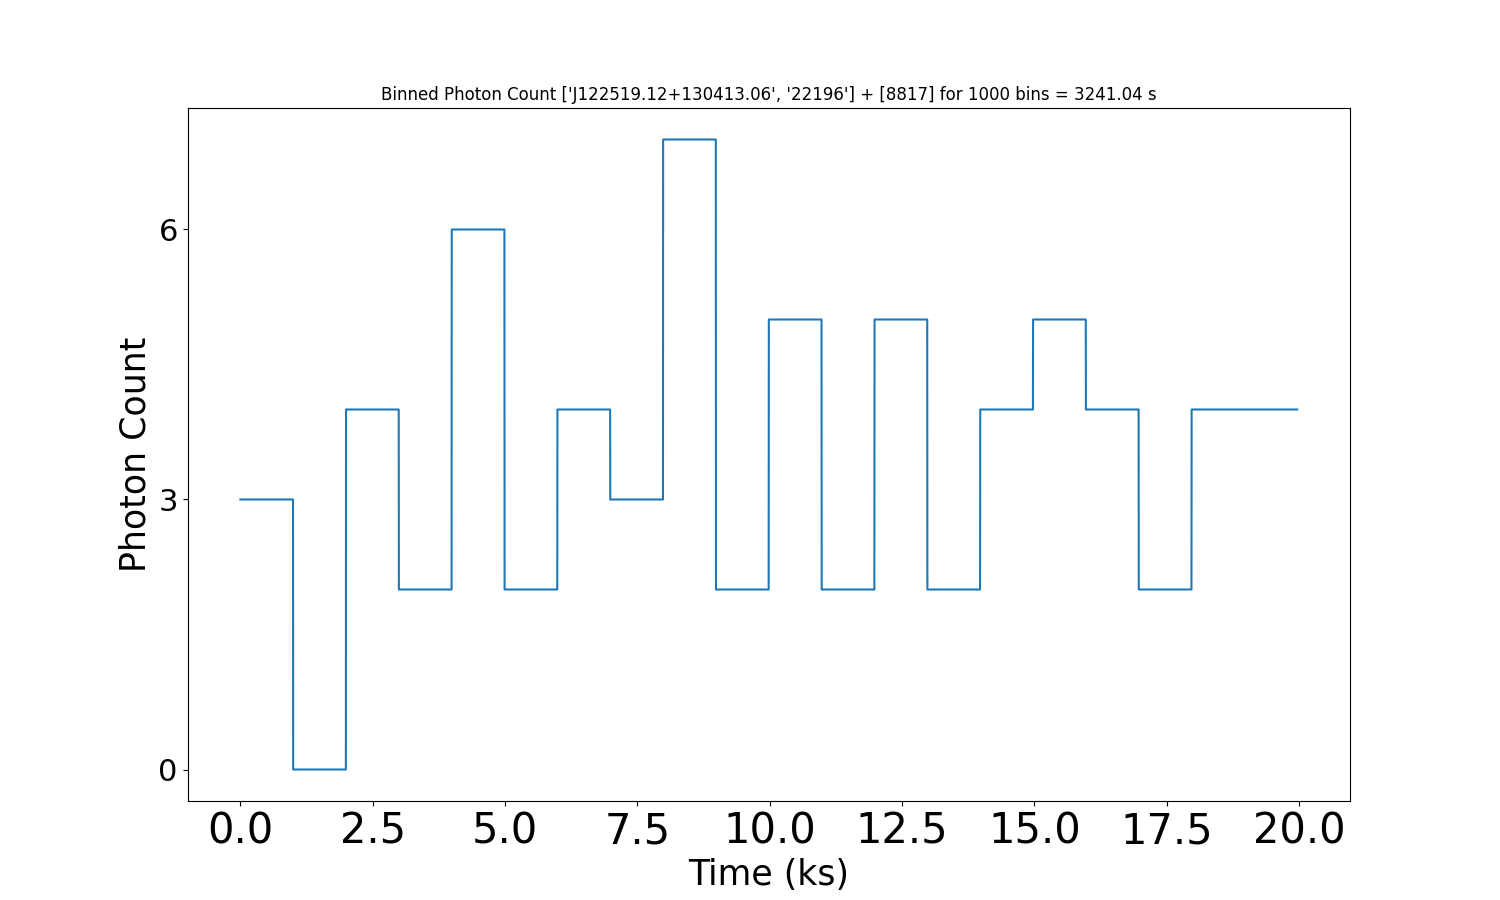 Binned Photon Count ['J122519.12+130413.06', '22196'] + [8817] for 1000 bins = 3241.04 s
6
3
0
Photon Count
0.0 2.5 5.0 7.5 10.0 12.5 15.0 17.5 20.0
Time (ks)